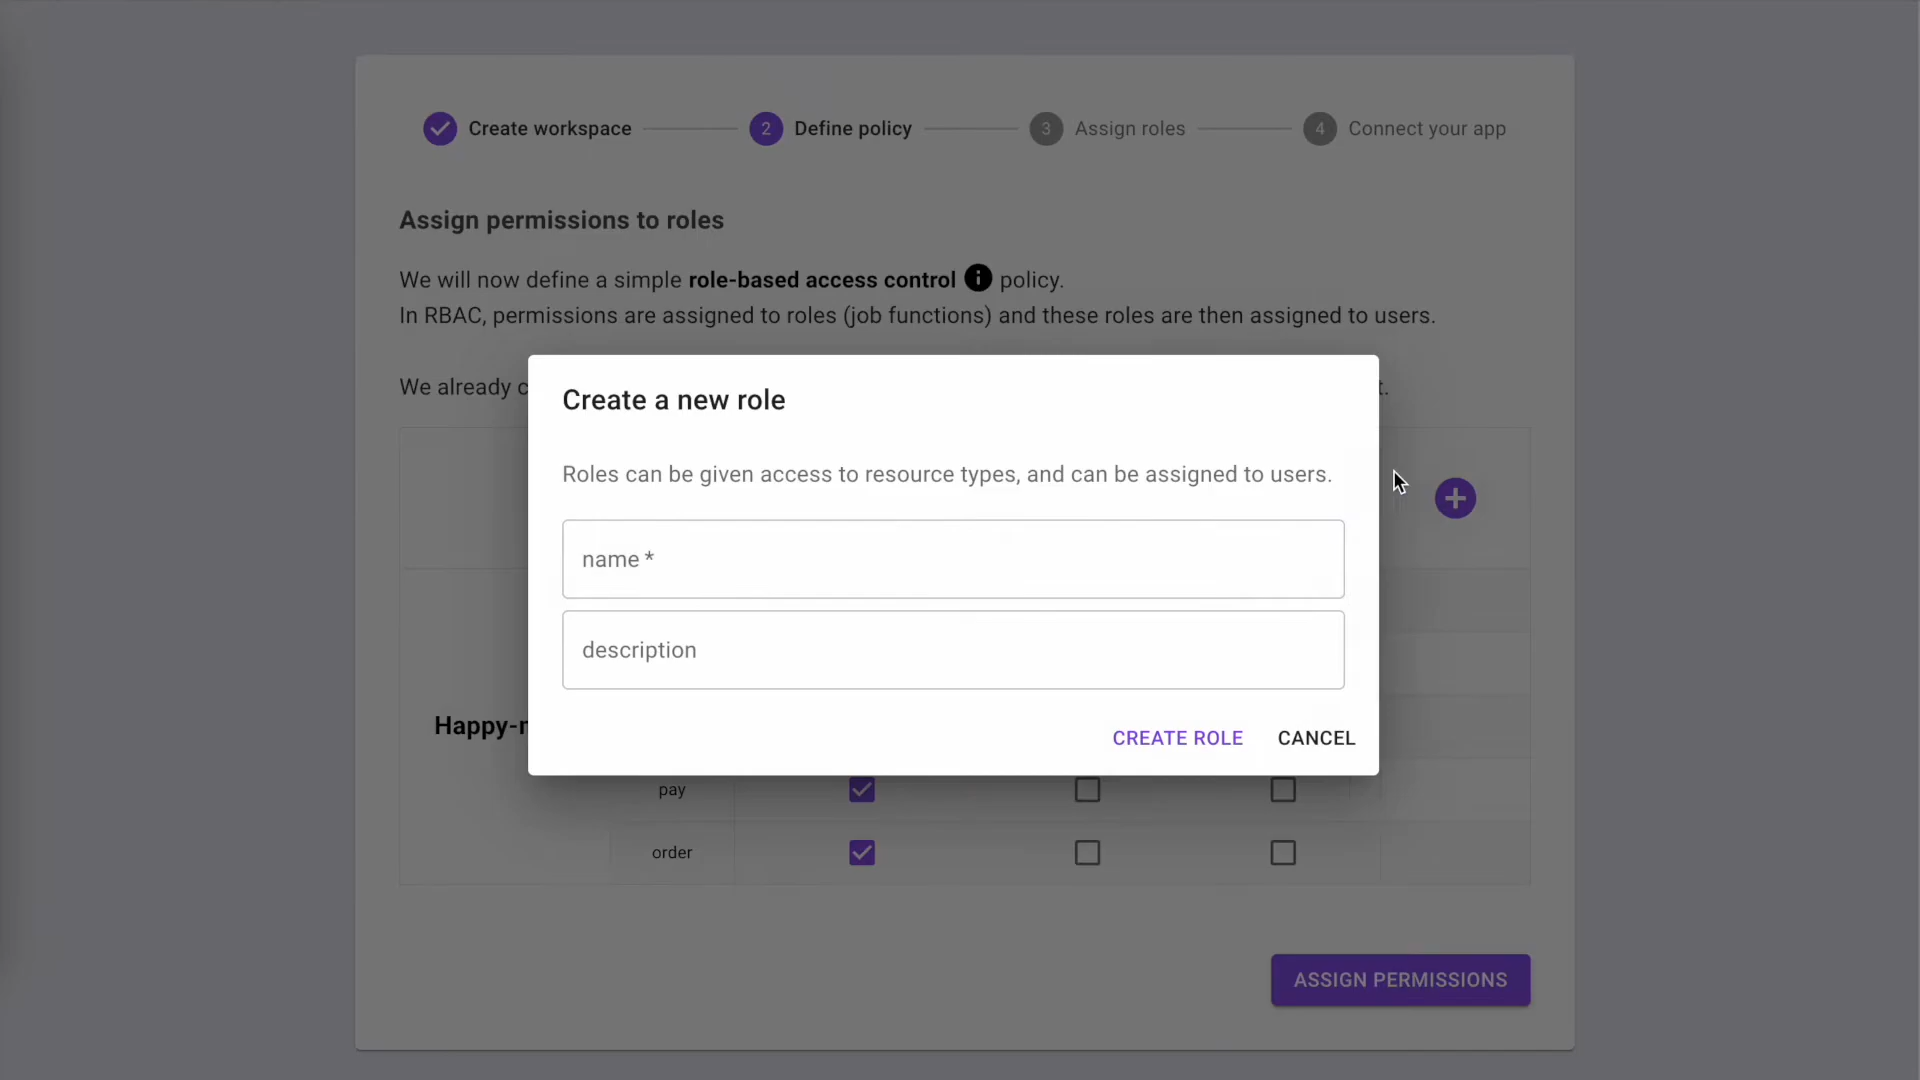 Create workspace
2 Define policy
3 Assign roles
4 Connect your app
Assign permissions to roles
We will now define a simple role-based access control i policy.
In RBAC, permissions are assigned to roles (job functions) and these roles are then assigned to users.
We already
Create a new role
Roles can be given access to resource types, and can be assigned to users.
name *
description
CREATE ROLE CANCEL
pay
order
ASSIGN PERMISSIONS